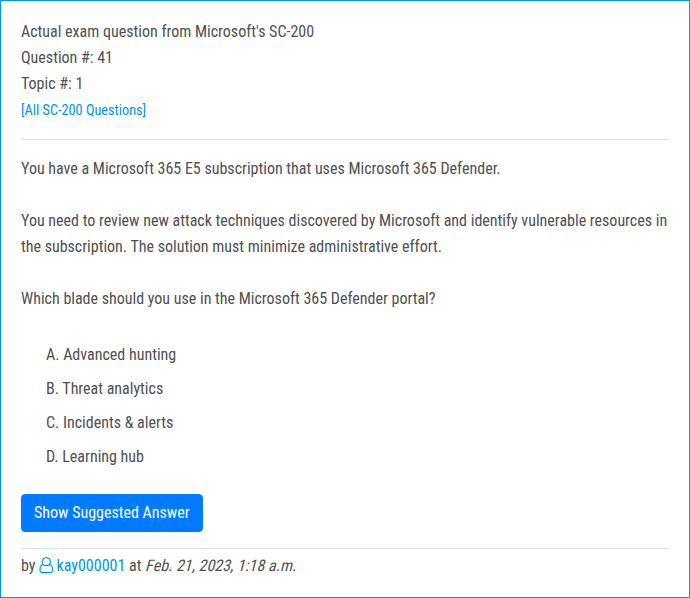 Actual exam question from Microsoft's SC-200
Question #: 41
Topic #: 1
[All SC-200 Questions]
You have a Microsoft 365 E5 subscription that uses Microsoft 365 Defender.
You need to review new attack techniques discovered by Microsoft and identify vulnerable resources in
the subscription. The solution must minimize administrative effort.
Which blade should you use in the Microsoft 365 Defender portal?
A. Advanced hunting
B. Threat analytics
C. Incidents & alerts
D. Learning hub
Show Suggested Answer
by kay000001 at Feb. 21, 2023, 1:18 a.m.